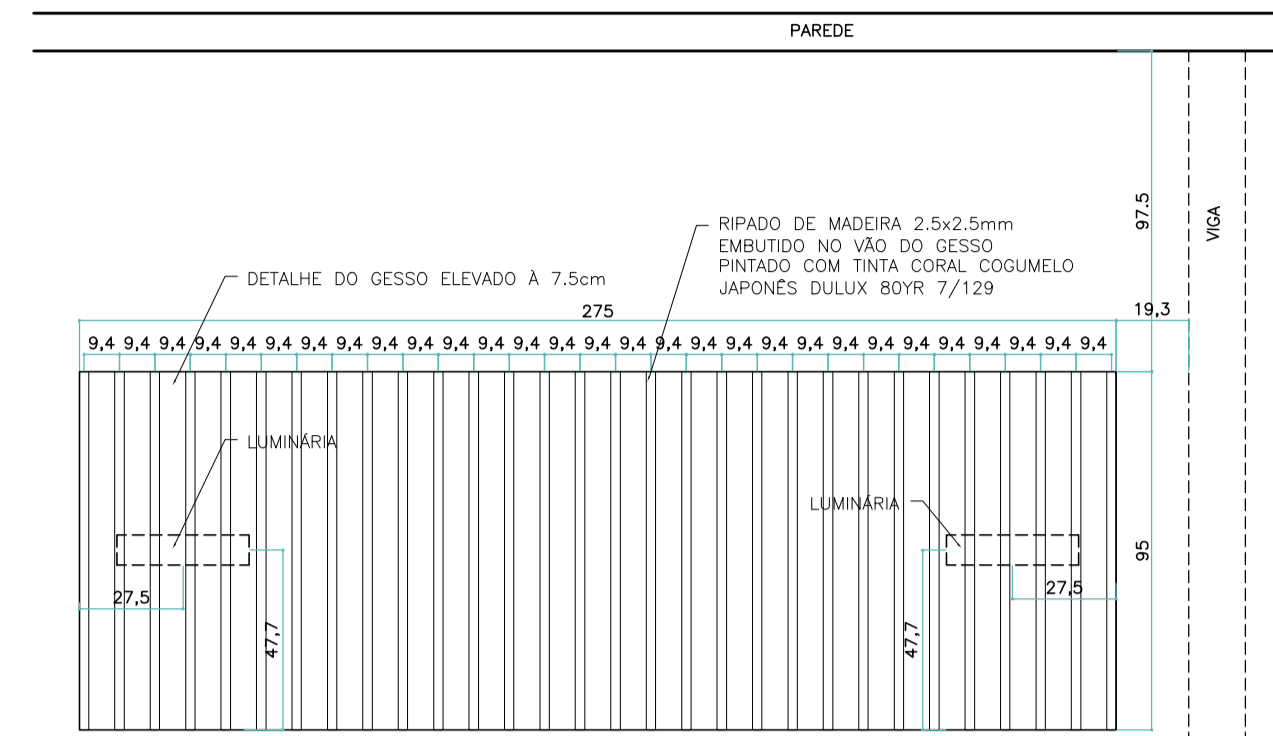 PAREDE
97.5
VIGA
RIPADO DE MADEIRA 2.5x2.5mm
EMBUTIDO NO VÃO DO GESSO
PINTADO COM TINTA CORAL COGUMELO
JAPONÊS DULUX 80YR 7/129
DETALHE DO GESSO ELEVADO À 7.5cm
275
19,3
9,4 9,4 9,4 9,4 9,4 9,4 9,4 9,4 9,4 9,4 9,4 9,4 9,4 9,4 9,4 9,4 9,4 9,4 9,4 9,4 9,4 9,4 9,4 9,4 9,4 9,4 9,4 9,4 9,4
LUMINÁRIA
LUMINÁRIA
95
27,5
27,5
47,7
47,7